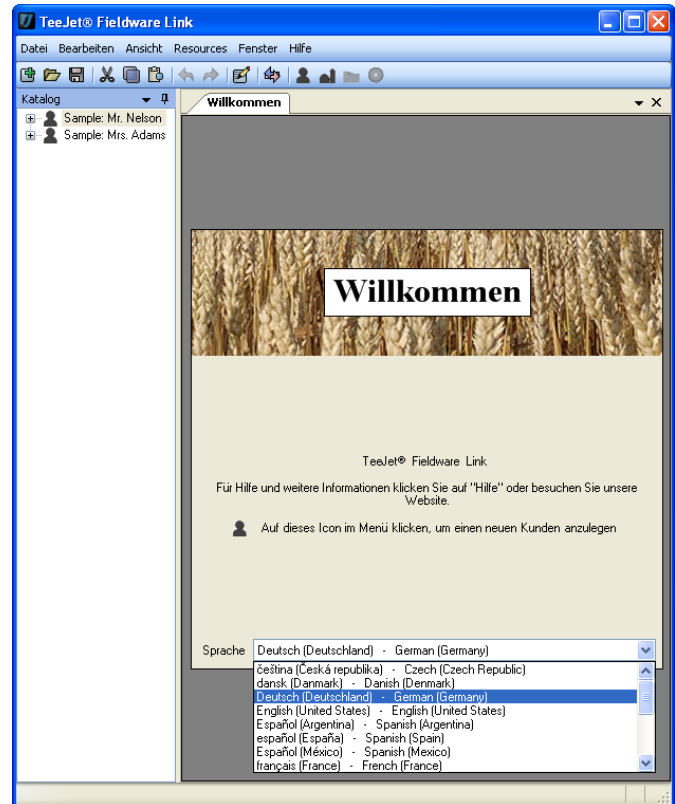 TeeJet® Fieldware Link
Datei Bearbeiten Ansicht Resources Fenster Hilfe
Katalog
Sample: Mr. Nelson
Sample: Mrs. Adams
Willkommen
Willkommen
TeeJet® Fieldware Link
Für Hilfe und weitere Informationen klicken Sie auf "Hilfe" oder besuchen Sie unsere
Website.
Auf dieses Icon im Menü klicken, um einen neuen Kunden anzulegen
Sprache Deutsch (Deutschland) - German (Germany)
čeština (Česká republika) - Czech (Czech Republic)
dansk (Danmark) - Danish (Denmark)
Deutsch (Deutschland) - German (Germany)
English (United States) - English (United States)
Español (Argentina) - Spanish (Argentina)
español (España) - Spanish (Spain)
Español (México) - Spanish (Mexico)
français (France) - French (France)